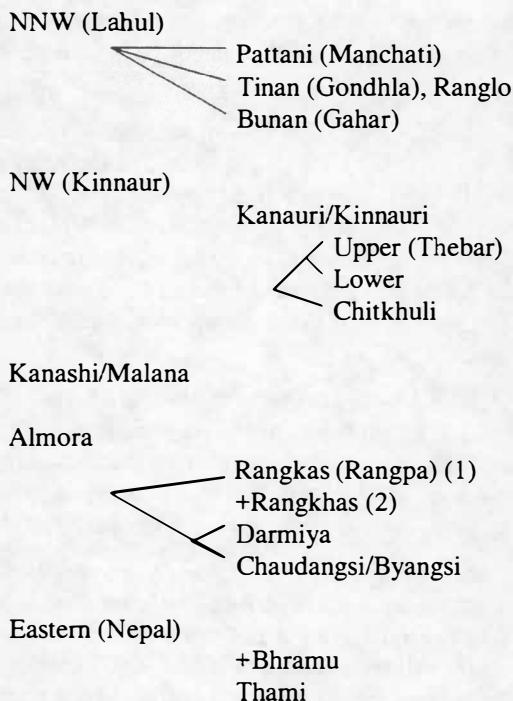 NNW (Lahul)
Pattani (Manchati)
Tinan (Gondhla), Ranglo
Bunan (Gahar)
NW (Kinnaur)
Kanauri/Kinnauri
Upper (Thebar)
Lower
Chitkhuli
Kanashi/Malana
Almora
Rangkas (Rangpa) (1)
+Rangkhas (2)
Darmiya
Chaudangsi/Byangsi
Eastern (Nepal)
+Bhramu
Thami